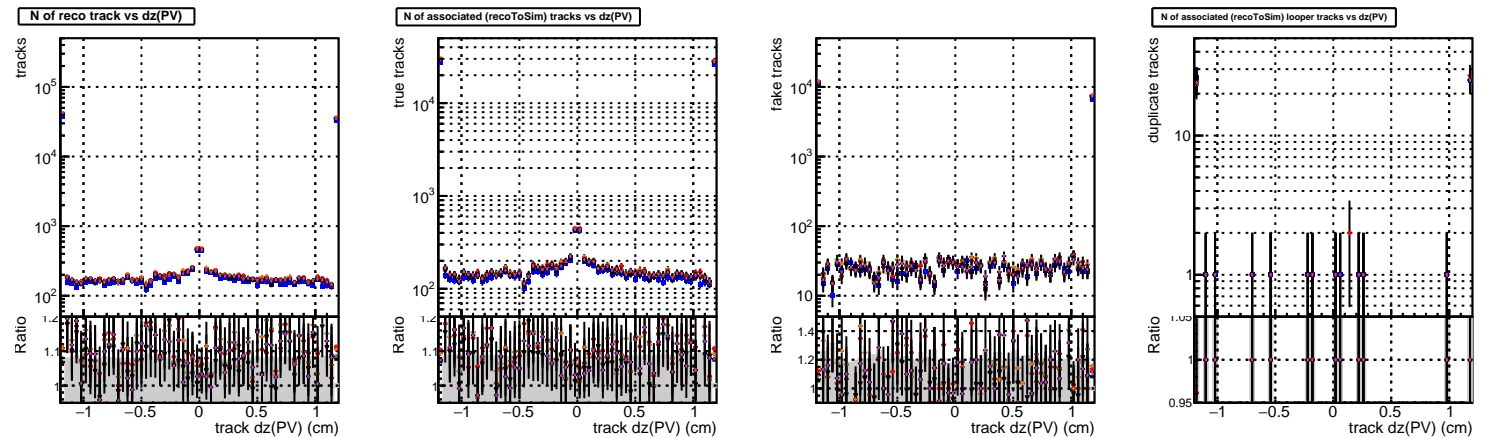 N of reco track vs dz(PV)
tracks
10^5
10^4
10^3
10^2
Ratio
1.2
1.1
1
−1 −0.5 0 0.5 1
track dz(PV) (cm)
N of associated (recoToSim) tracks vs dz(PV)
true tracks
10^4
10^3
10^2
Ratio
1.2
1.1
1
−1 −0.5 0 0.5 1
track dz(PV) (cm)
fake tracks
10^4
10^3
10^2
10
Ratio
1.4
1.2
1
−1 −0.5 0 0.5 1
track dz(PV) (cm)
N of associated (recoToSim) looper tracks vs dz(PV)
duplicate tracks
10
1
Ratio
1.05
1
0.95
−1 −0.5 0 0.5 1
track dz(PV) (cm)